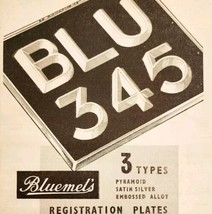 BLU
345
3 TYPES
PYRAMOID
SATIN SILVER
EMBOSSED ALLOY
Bluemel's
REGISTRATION PLATES